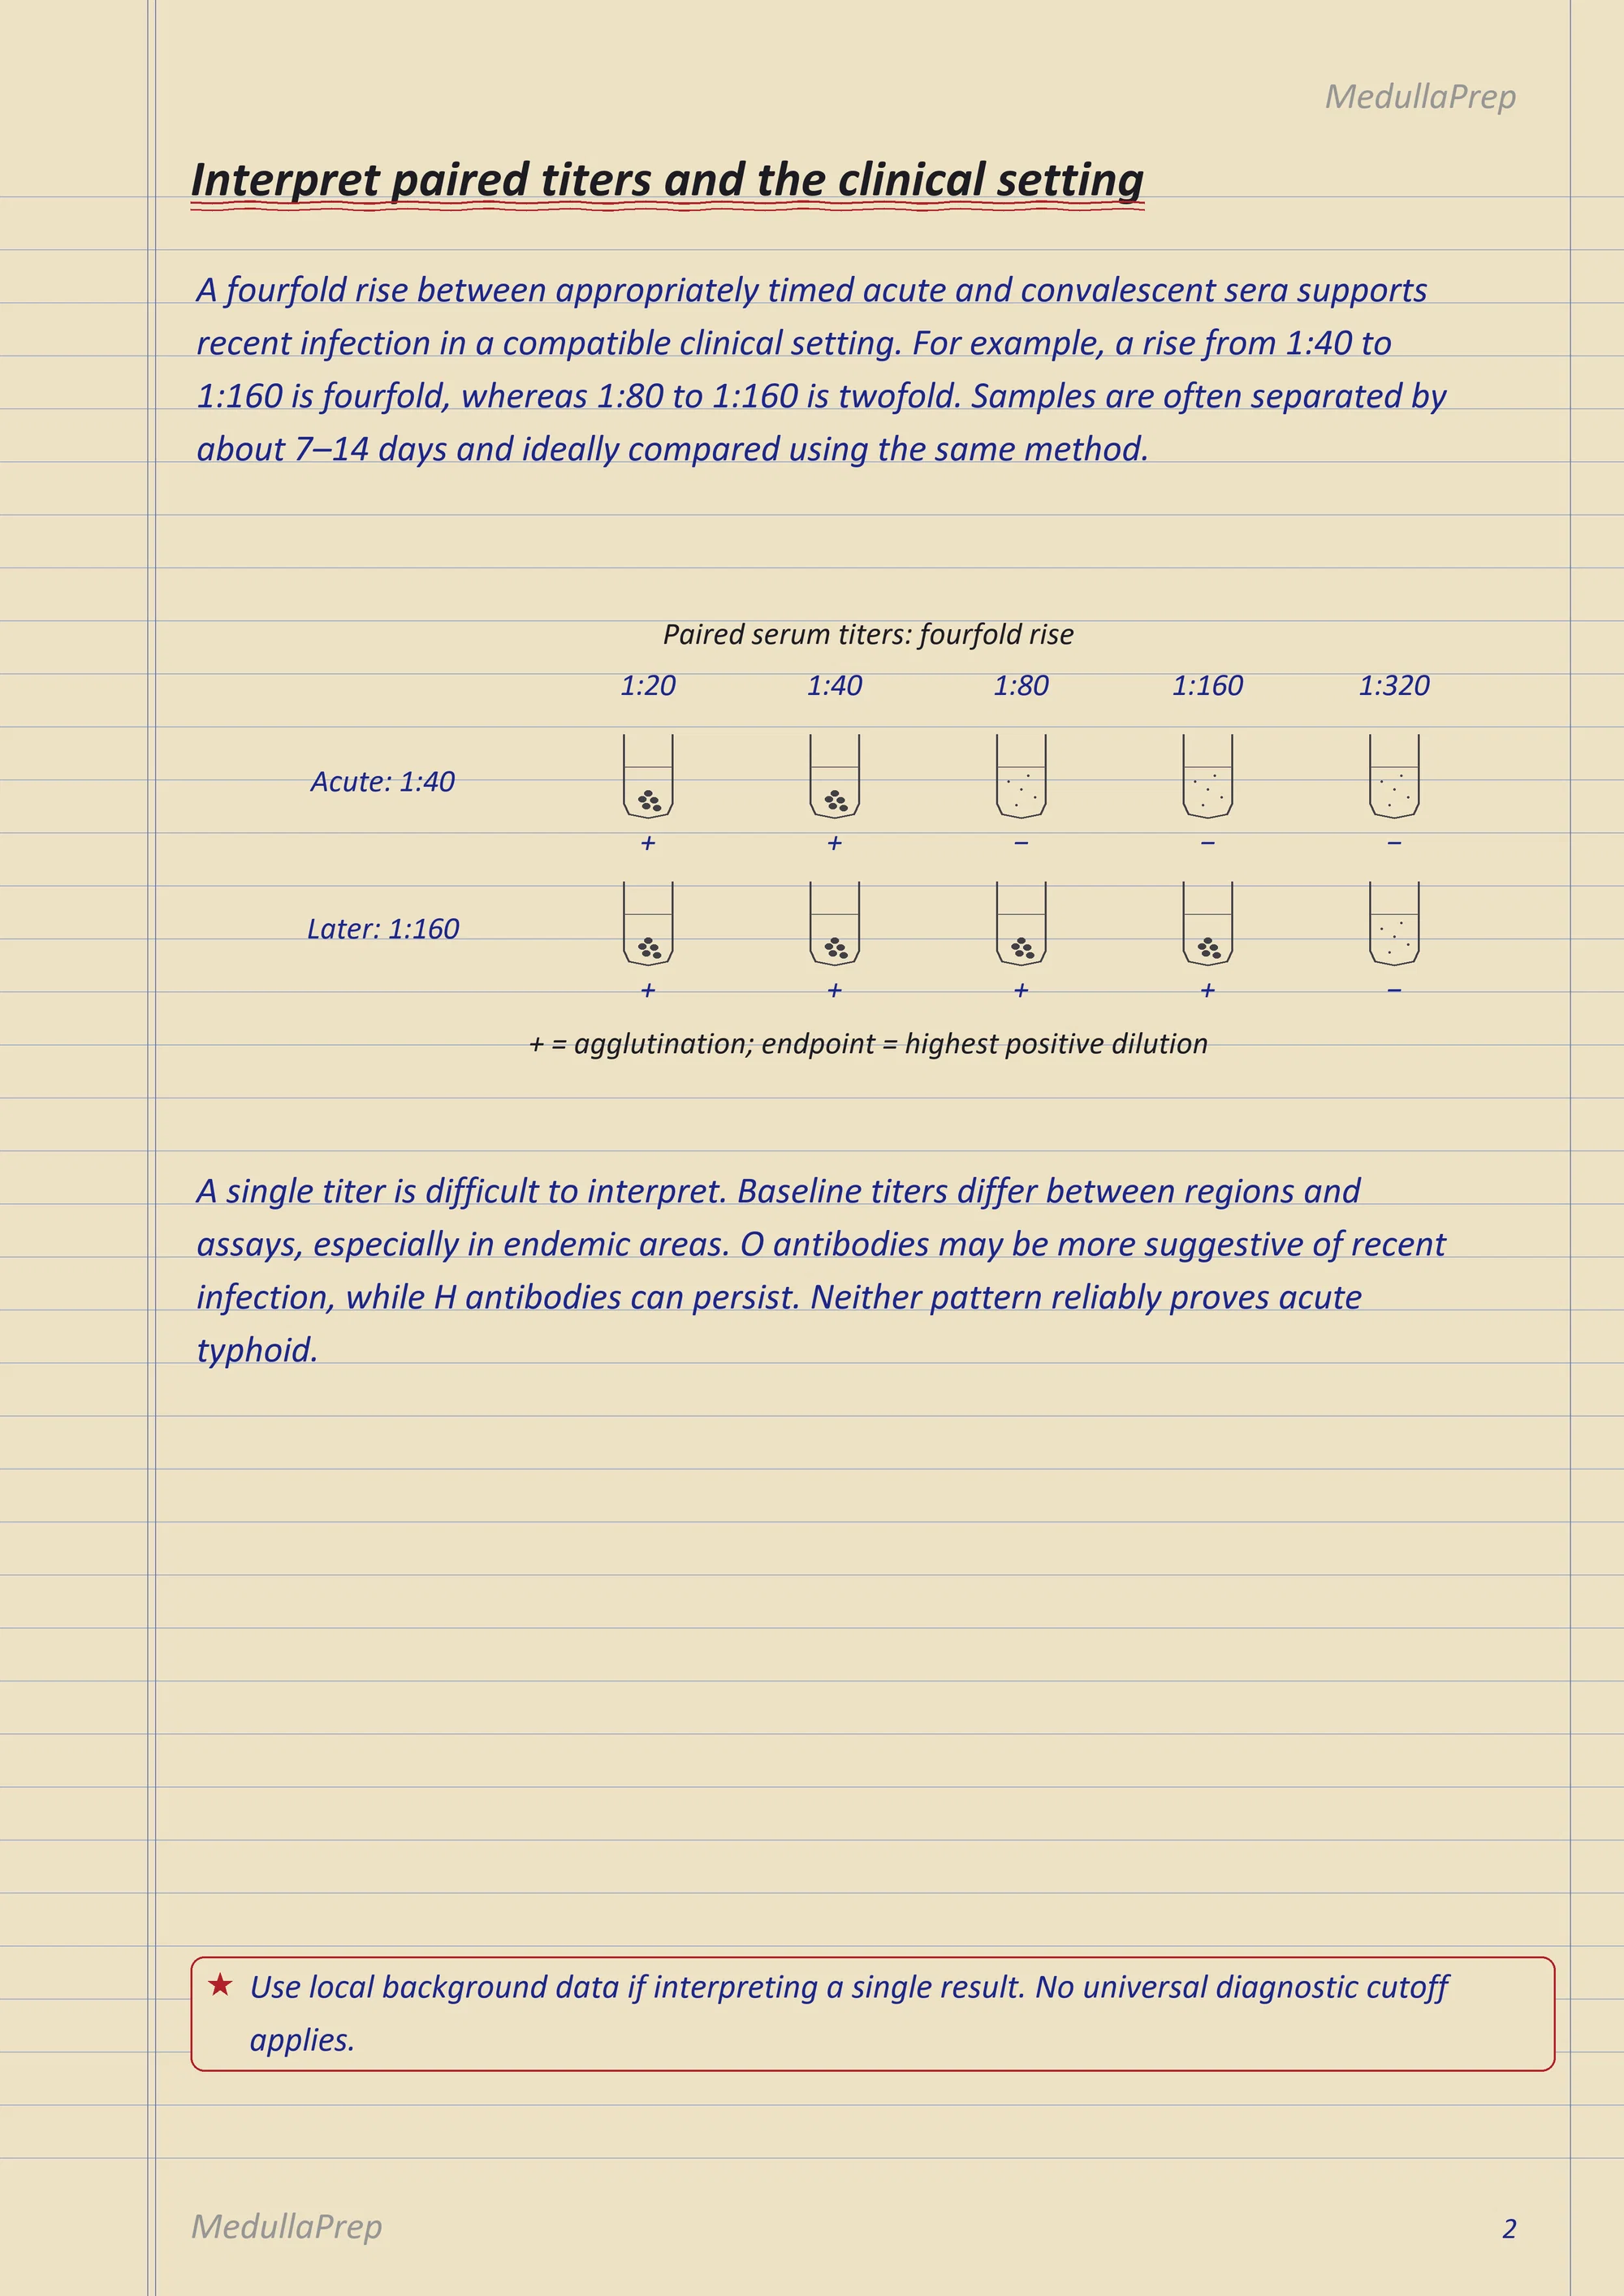 MedullaPrep
Interpret paired titers and the clinical setting
A fourfold rise between appropriately timed acute and convalescent sera supports
recent infection in a compatible clinical setting. For example, a rise from 1:40 to
1:160 is fourfold, whereas 1:80 to 1:160 is twofold. Samples are often separated by
about 7–14 days and ideally compared using the same method.
Paired serum titers: fourfold rise
1:20 1:40 1:80 1:160 1:320
Acute: 1:40
+ + − − −
Later: 1:160
+ + + + −
+ = agglutination; endpoint = highest positive dilution
A single titer is difficult to interpret. Baseline titers differ between regions and
assays, especially in endemic areas. O antibodies may be more suggestive of recent
infection, while H antibodies can persist. Neither pattern reliably proves acute
typhoid.
★ Use local background data if interpreting a single result. No universal diagnostic cutoff
applies.
MedullaPrep 2